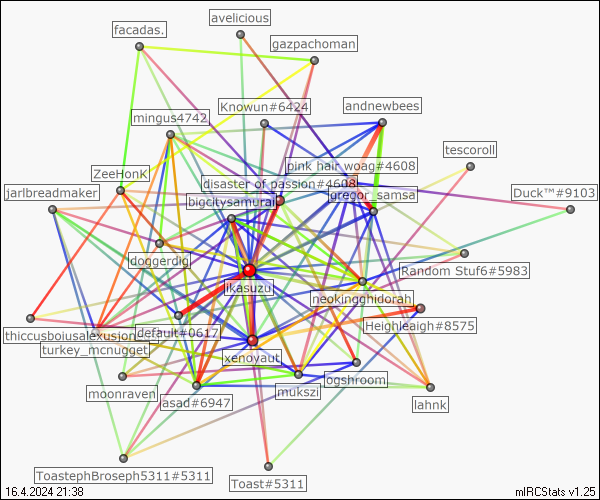 avelicious
facadas.
gazpachoman
Knowun#6424
andnewbees
mingus4742
tescoroll
pink hair woag#4608
ZeeHonK
disaster of passion#4608
jarlbreadmaker
Duck™#9103
bigcitysamurai
gregor_samsa
doggerdig
Random Stuf6#5983
likasuzu
neokingghidorah
Heighleigh#8575
thiccusboiusalexusjon
default#0617
turkey_mcnugget
xenoyaut
ogshroom
moonraven
mukszi
asad#6947
lahnk
ToastephBroseph5311#5311
Toast#5311
16.4.2024 21:38
mIRCStats v1.25